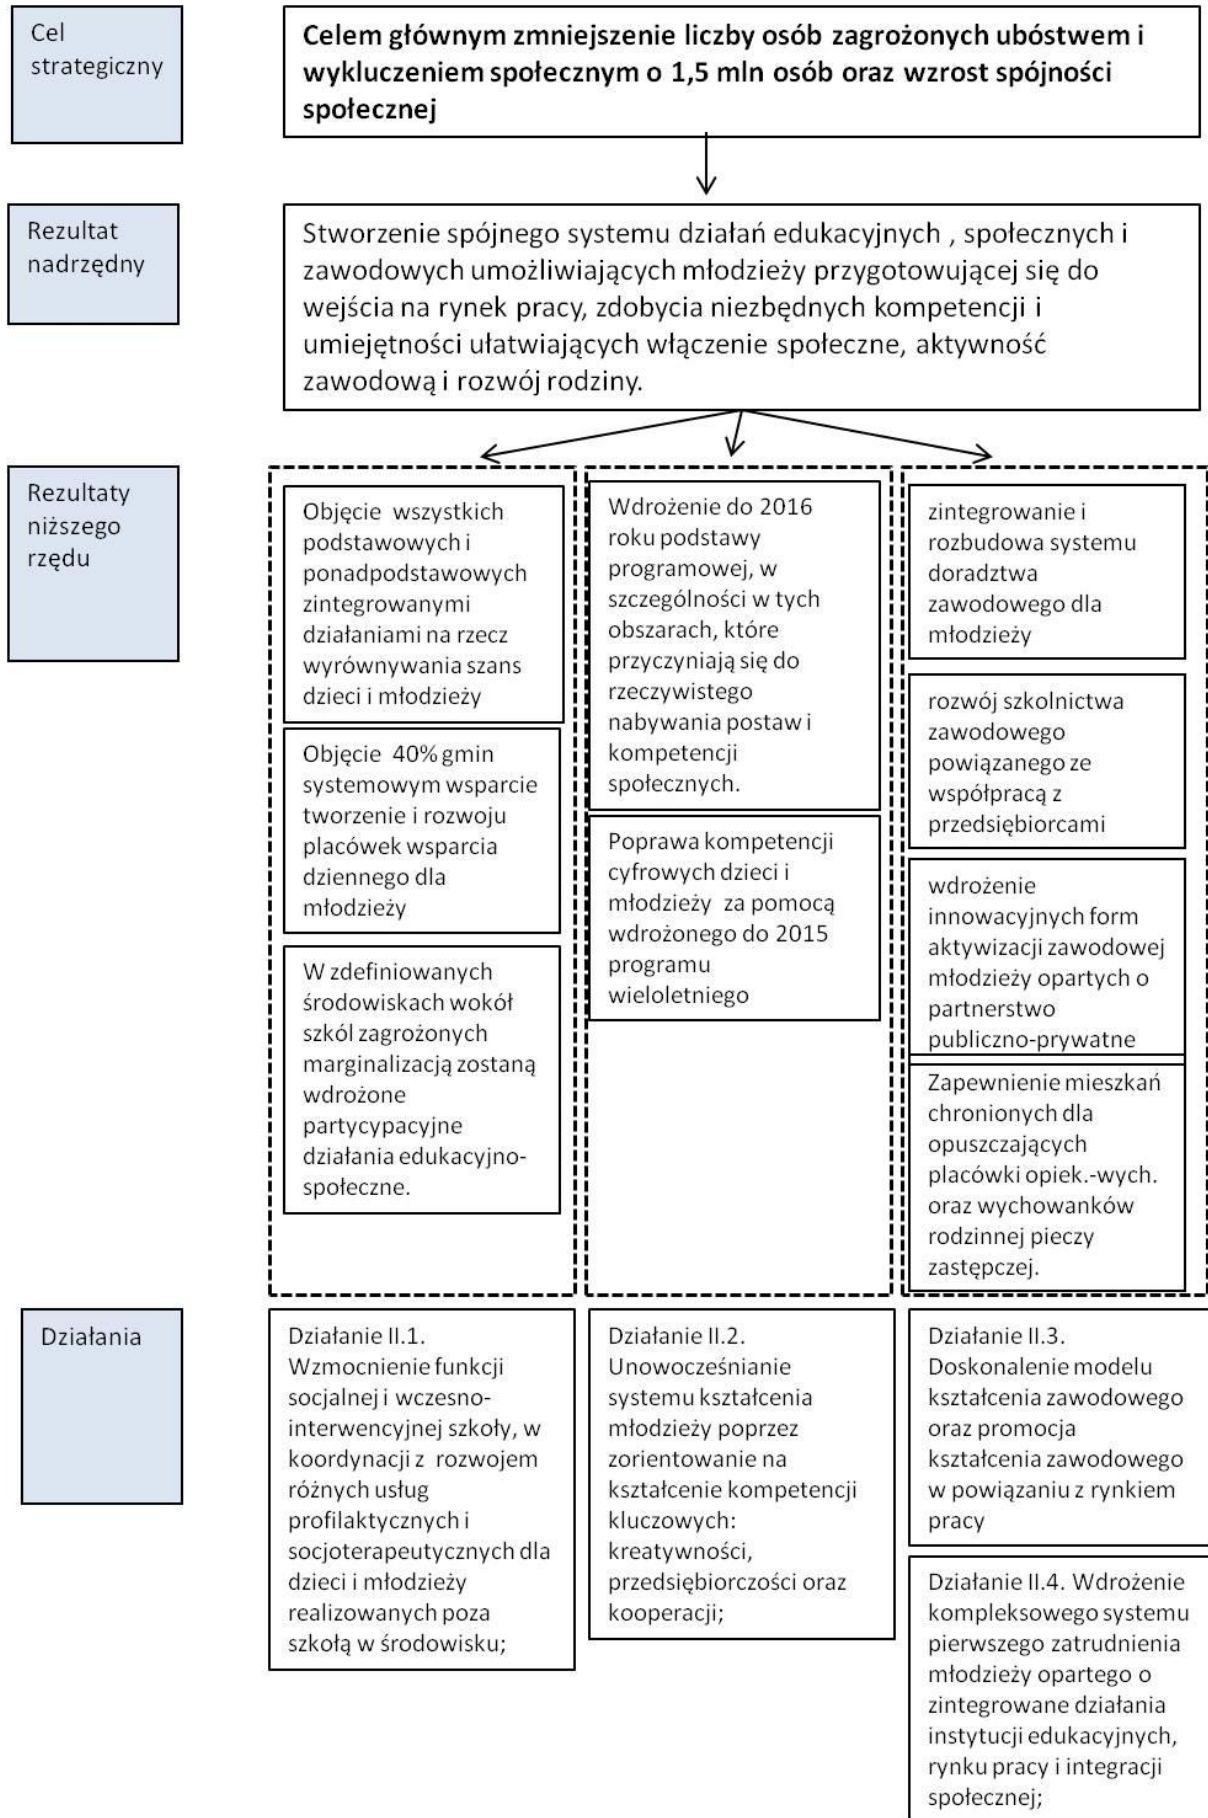 Cel
strategiczny
Celem głównym zmniejszenie liczby osób zagrożonych ubóstwem i
wykluczeniem społecznym o 1,5 mln osób oraz wzrost spójności
społecznej
Rezultat
nadrzędny
Stworzenie spójnego systemu działań edukacyjnych , społecznych i
zawodowych umożliwiających młodzieży przygotowującej się do
wejścia na rynek pracy, zdobycia niezbędnych kompetencji i
umiejętności ułatwiających włączenie społeczne, aktywność
zawodową i rozwój rodziny.
Rezultaty
niższego
rzędu
Objęcie wszystkich
podstawowych i
ponadpodstawowych
zintegrowanymi
działaniami na rzecz
wyrównywania szans
dzieci i młodzieży
Objęcie 40% gmin
systemowym wsparcie
tworzenie i rozwoju
placówek wsparcia
dziennego dla
młodzieży
W zdefiniowanych
środowiskach wokół
szkól zagrożonych
marginalizacją zostaną
wdrożone
partycypacyjne
działania edukacyjno-
społeczne.
Wdrożenie do 2016
roku podstawy
programowej, w
szczególności w tych
obszarach, które
przyczyniają się do
rzeczywistego
nabywania postaw i
kompetencji
społecznych.
Poprawa kompetencji
cyfrowych dzieci i
młodzieży za pomocą
wdrożonego do 2015
programu
wieloletniego
zintegrowanie i
rozbudowa systemu
doradztwa
zawodowego dla
młodzieży
rozwój szkolnictwa
zawodowego
powiązanego ze
współpracą z
przedsiębiorcami
wdrożenie
innowacyjnych form
aktywizacji zawodowej
młodzieży opartych o
partnerstwo
publiczno-prywatne
Zapewnienie mieszkań
chronionych dla
opuszczających
placówki opiek.-wych.
oraz wychowanków
rodzinnej pieczy
zastępczej.
Działania
Działanie II.1.
Wzmocnienie funkcji
socjalnej i wczesno-
interwencyjnej szkoły, w
koordynacji z rozwojem
różnych usług
profilaktycznych i
socjoterapeutycznych dla
dzieci i młodzieży
realizowanych poza
szkołą w środowisku;
Działanie II.2.
Unowocześnianie
systemu kształcenia
młodzieży poprzez
zorientowanie na
kształcenie kompetencji
kluczowych:
kreatywności,
przedsiębiorczości oraz
kooperacji;
Działanie II.3.
Doskonalenie modelu
kształcenia zawodowego
oraz promocja
kształcenia zawodowego
w powiązaniu z rynkiem
pracy
Działanie II.4. Wdrożenie
kompleksowego systemu
pierwszego zatrudnienia
młodzieży opartego o
zintegrowane działania
instytucji edukacyjnych,
rynku pracy i integracji
społecznej;